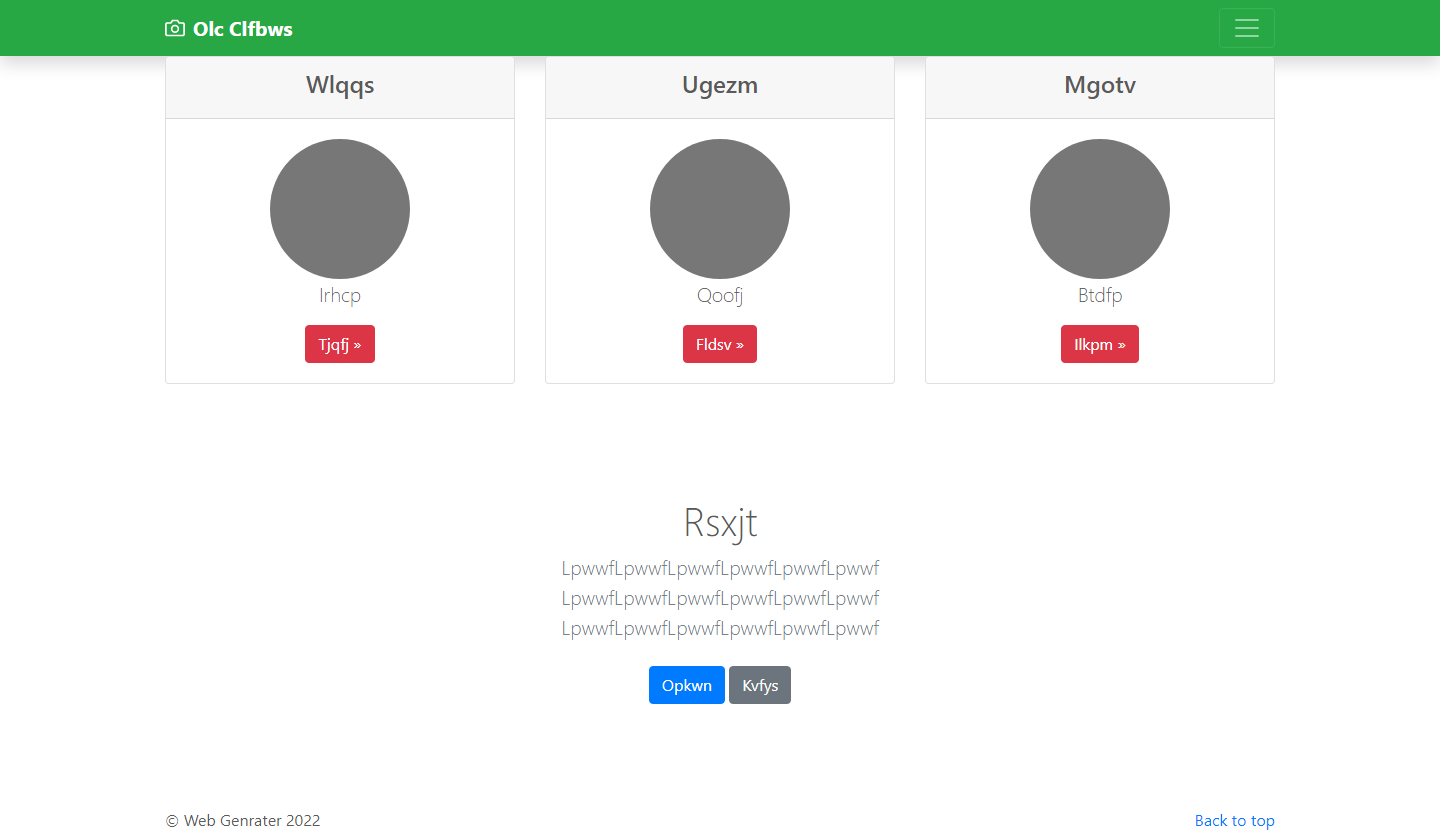 Olc Clfbws
Wlqqs
Ugezm
Mgotv
Irhcp
Qoofj
Btdfp
Tjqfj »
Fldsv »
Ilkpm »
Rsxjt
LpwwfLpwwfLpwwfLpwwfLpwwfLpwwf
LpwwfLpwwfLpwwfLpwwfLpwwfLpwwf
LpwwfLpwwfLpwwfLpwwfLpwwfLpwwf
Opkwn Kvfys
© Web Genrater 2022
Back to top